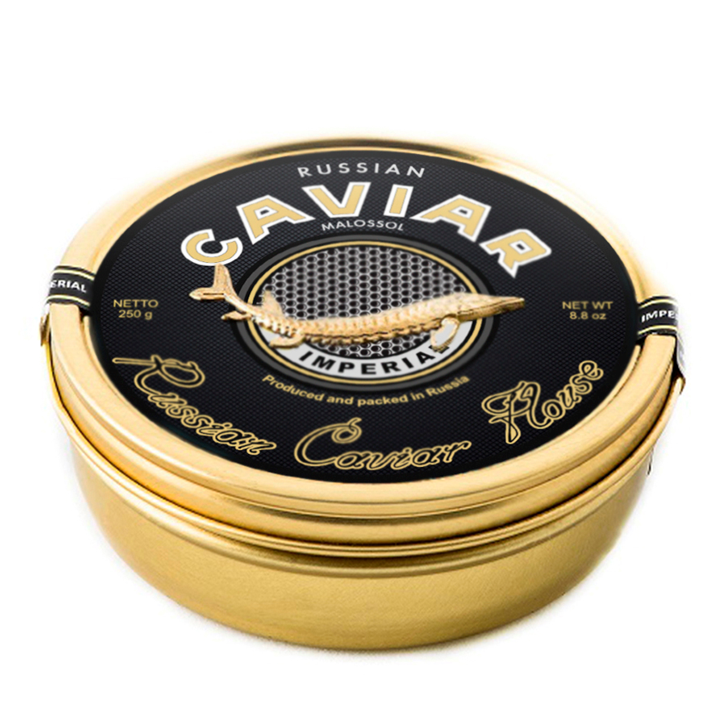 RUSSIAN
CAVIAR
MALOSSOL
ERIAL
NETTO
250 g
NET WT
8.8 oz
IMPE
IMPERIAL
Produced and packed in Russia
Russian Caviar House